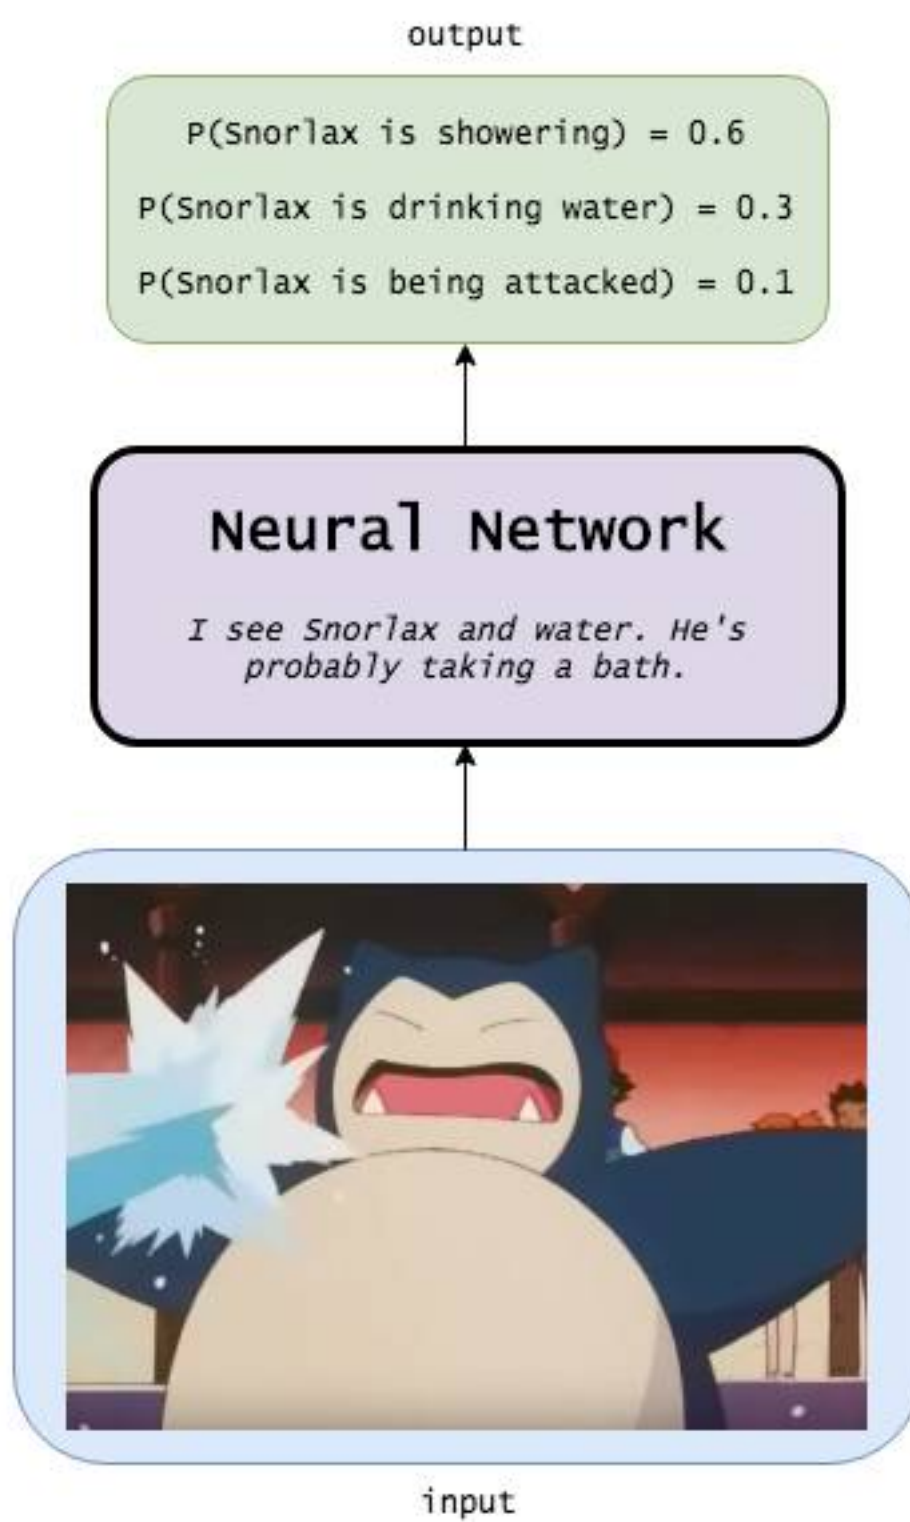 output
P(Snorlax is showering) = 0.6
P(Snorlax is drinking water) = 0.3
P(Snorlax is being attacked) = 0.1
Neural Network
I see Snorlax and water. He's
probably taking a bath.
input